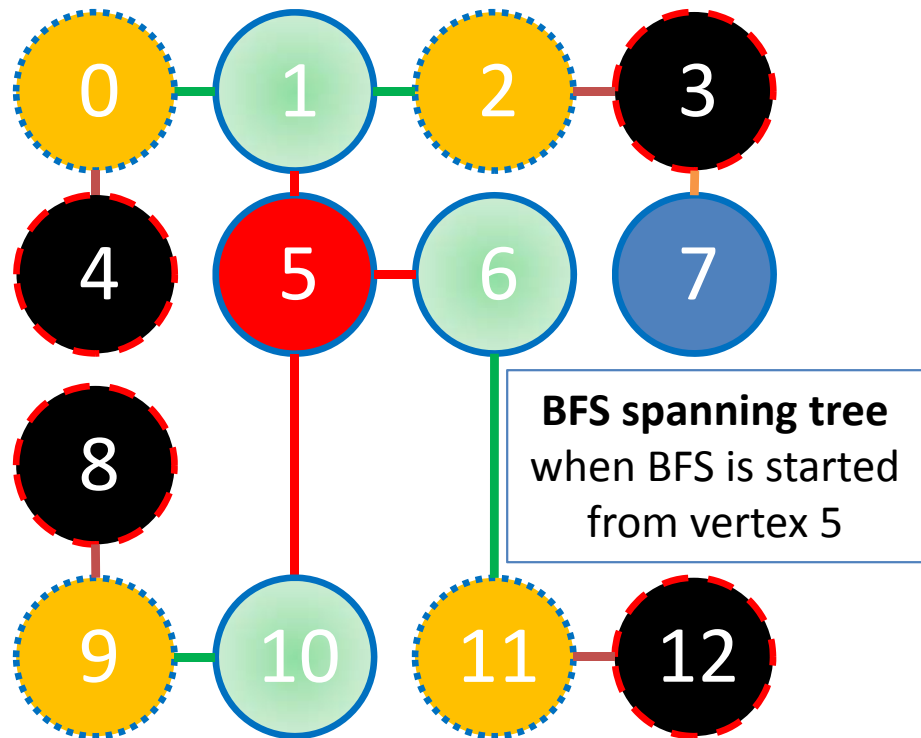 0 1 2 3
4 5 6 7
BFS spanning tree
when BFS is started
from vertex 5
8
9 10 11 12